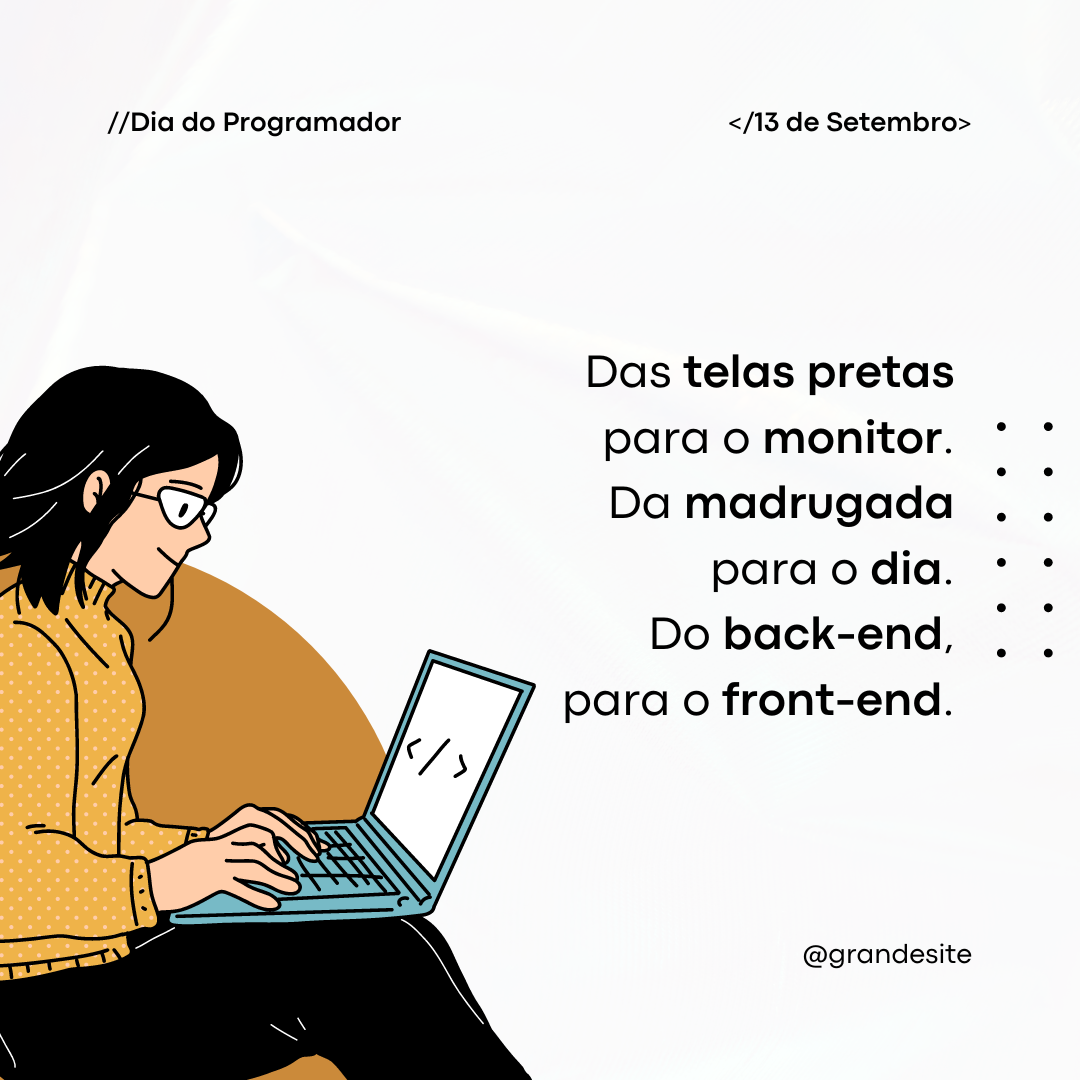 //Dia do Programador
</13 de Setembro>
Das telas pretas
para o monitor.
Da madrugada
para o dia.
Do back-end,
para o front-end.
</>
@grandesite